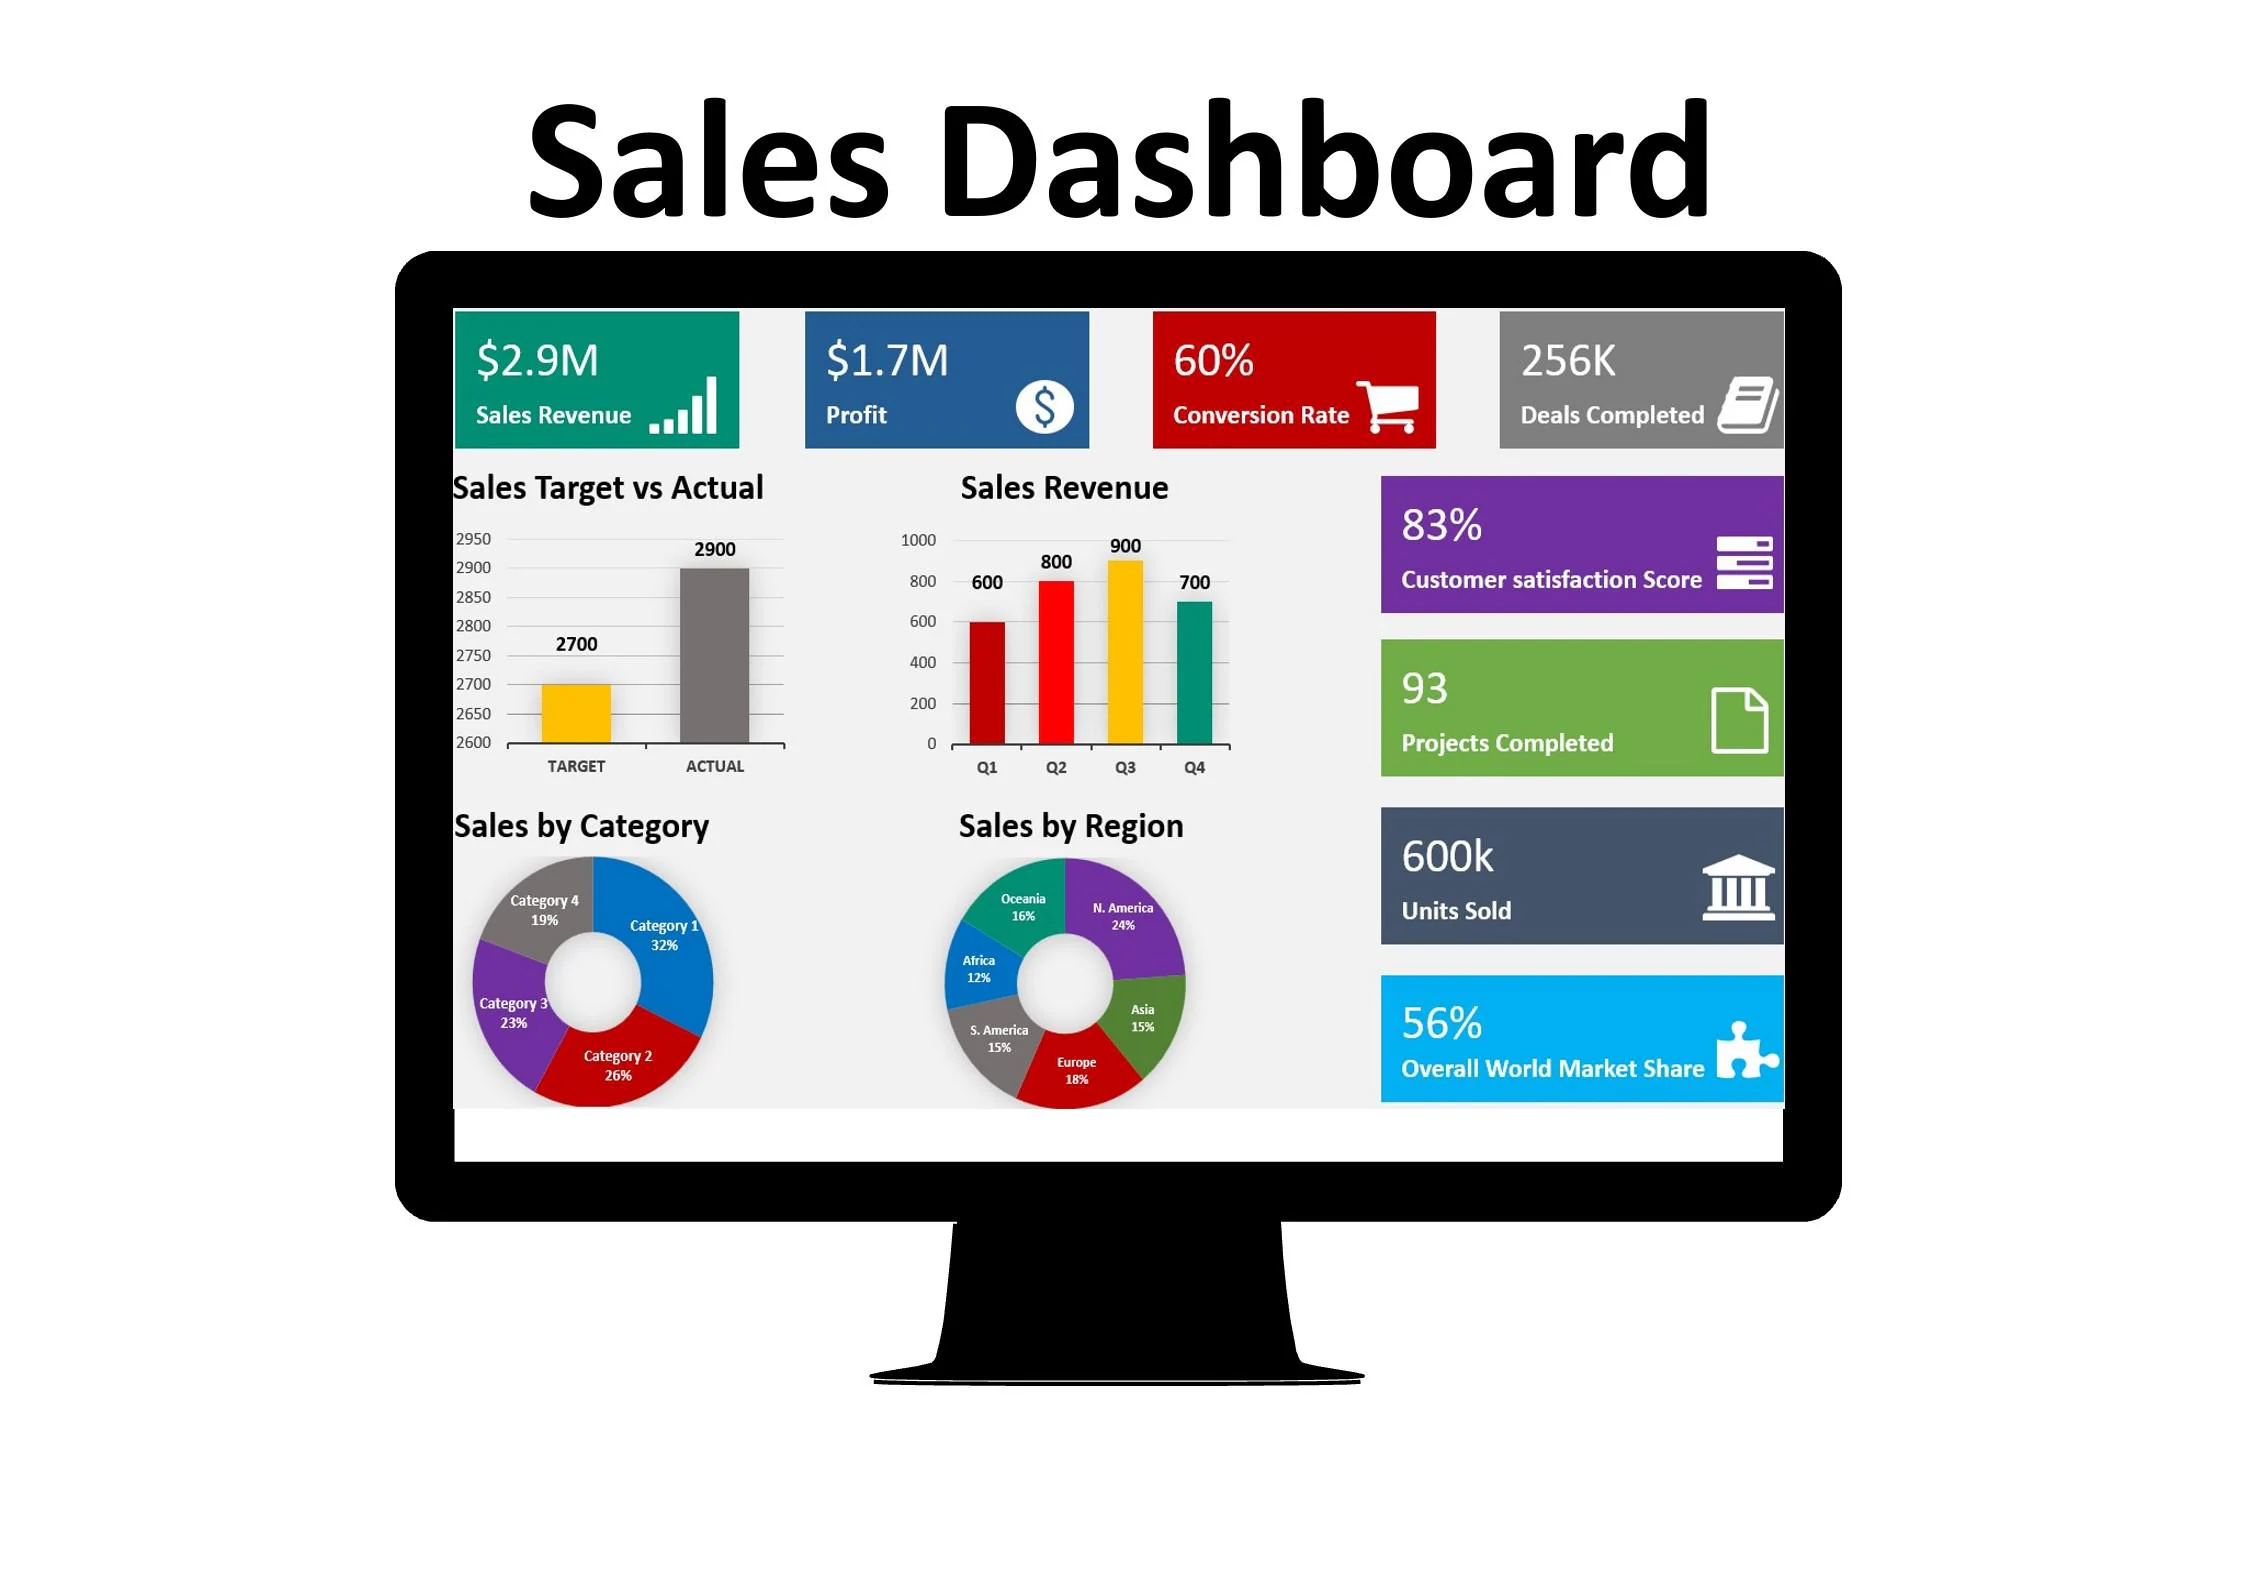 Sales Dashboard
$2.9M
Sales Revenue
$1.7M
Profit
60%
Conversion Rate
256K
Deals Completed
Sales Target vs Actual
2950
2900
2850
2800
2750
2700
2650
2600
2700
2900
TARGET
ACTUAL
Sales Revenue
1000
800
600
400
200
0
600
800
900
700
Q1
Q2
Q3
Q4
83%
Customer satisfaction Score
93
Projects Completed
Sales by Category
Category 4
19%
Category 1
32%
Category 3
23%
Category 2
26%
Sales by Region
Oceania
16%
N. America
24%
Africa
12%
Asia
15%
S. America
15%
Europe
18%
600k
Units Sold
56%
Overall World Market Share